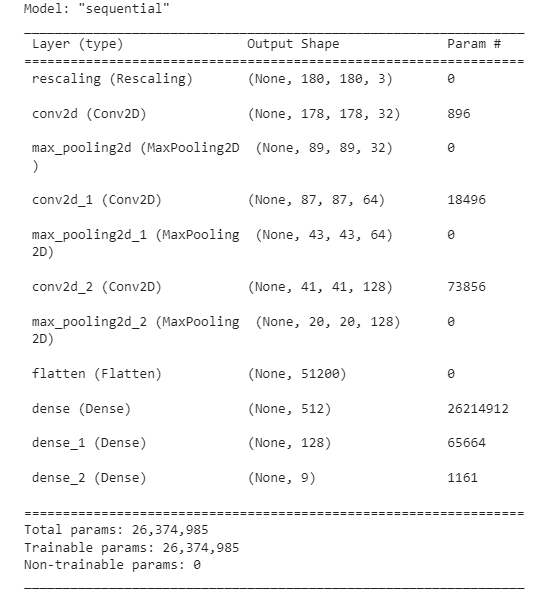 Model: "sequential"
_________________________________________________________________
Layer (type) Output Shape Param #
=================================================================
rescaling (Rescaling) (None, 180, 180, 3) 0
conv2d (Conv2D) (None, 178, 178, 32) 896
max_pooling2d (MaxPooling2D (None, 89, 89, 32) 0
)
conv2d_1 (Conv2D) (None, 87, 87, 64) 18496
max_pooling2d_1 (MaxPooling (None, 43, 43, 64) 0
2D)
conv2d_2 (Conv2D) (None, 41, 41, 128) 73856
max_pooling2d_2 (MaxPooling (None, 20, 20, 128) 0
2D)
flatten (Flatten) (None, 51200) 0
dense (Dense) (None, 512) 26214912
dense_1 (Dense) (None, 128) 65664
dense_2 (Dense) (None, 9) 1161
=================================================================
Total params: 26,374,985
Trainable params: 26,374,985
Non-trainable params: 0
_________________________________________________________________